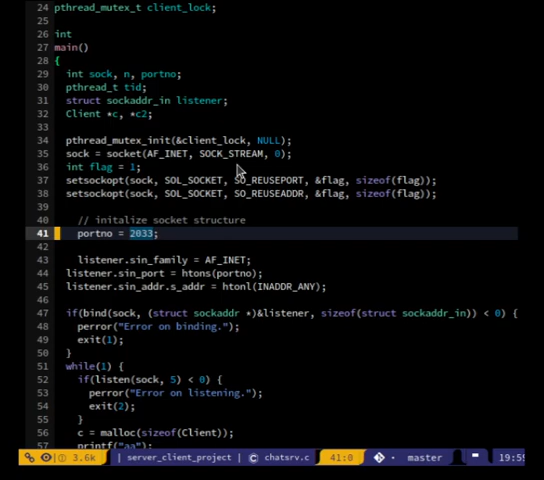 24 pthread_mutex_t client_lock;
25
26 int
27 main()
28 {
29 int sock, n, portno;
30 pthread_t tid;
31 struct sockaddr_in listener;
32 Client *c, *c2;
33
34 pthread_mutex_init(&client_lock, NULL);
35 sock = socket(AF_INET, SOCK_STREAM, 0);
36 int flag = 1;
37 setsockopt(sock, SOL_SOCKET, SO_REUSEPORT, &flag, sizeof(flag));
38 setsockopt(sock, SOL_SOCKET, SO_REUSEADDR, &flag, sizeof(flag));
39
40 // initalize socket structure
41 portno = 2033;
42
43 listener.sin_family = AF_INET;
44 listener.sin_port = htons(portno);
45 listener.sin_addr.s_addr = htonl(INADDR_ANY);
46
47 if(bind(sock, (struct sockaddr *)&listener, sizeof(struct sockaddr_in)) < 0) {
48 perror("Error on binding.");
49 exit(1);
50 }
51 while(1) {
52 if(listen(sock, 5) < 0) {
53 perror("Error on listening.");
54 exit(2);
55 }
56 c = malloc(sizeof(Client));
57 printf("aa");
3.6k | server_client_project | chatsrv.c 41:0 master 19:59